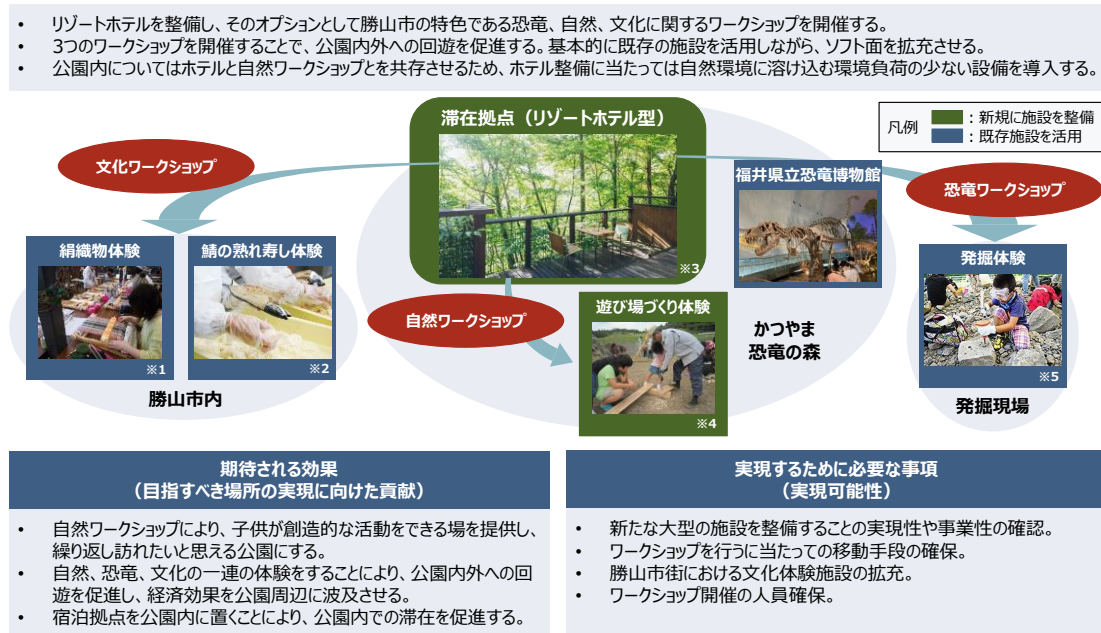 • リゾートホテルを整備し、そのオプションとして勝山市の特色である恐竜、自然、文化に関するワークショップを開催する。
• 3つのワークショップを開催することで、公園内外への回遊を促進する。基本的に既存の施設を活用しながら、ソフト面を拡充させる。
• 公園内についてはホテルと自然ワークショップとを共存させるため、ホテル整備に当たっては自然環境に溶け込む環境負荷の少ない設備を導入する。
滞在拠点（リゾートホテル型）
※3
凡例
：新規に施設を整備
：既存施設を活用
文化ワークショップ
福井県立恐竜博物館
恐竜ワークショップ
絹織物体験
※1
鯖の熟れ寿し体験
※2
勝山市内
自然ワークショップ
遊び場づくり体験
※4
かつやま
恐竜の森
発掘体験
※5
発掘現場
期待される効果
（目指すべき場所の実現に向けた貢献）
• 自然ワークショップにより、子供が創造的な活動をできる場を提供し、
繰り返し訪れたいと思える公園にする。
• 自然、恐竜、文化の一連の体験をすることにより、公園内外への回
遊を促進し、経済効果を公園周辺に波及させる。
• 宿泊拠点を公園内に置くことにより、公園内での滞在を促進する。
実現するために必要な事項
（実現可能性）
• 新たな大型の施設を整備することの実現性や事業性の確認。
• ワークショップを行うに当たっての移動手段の確保。
• 勝山市街における文化体験施設の拡充。
• ワークショップ開催の人員確保。